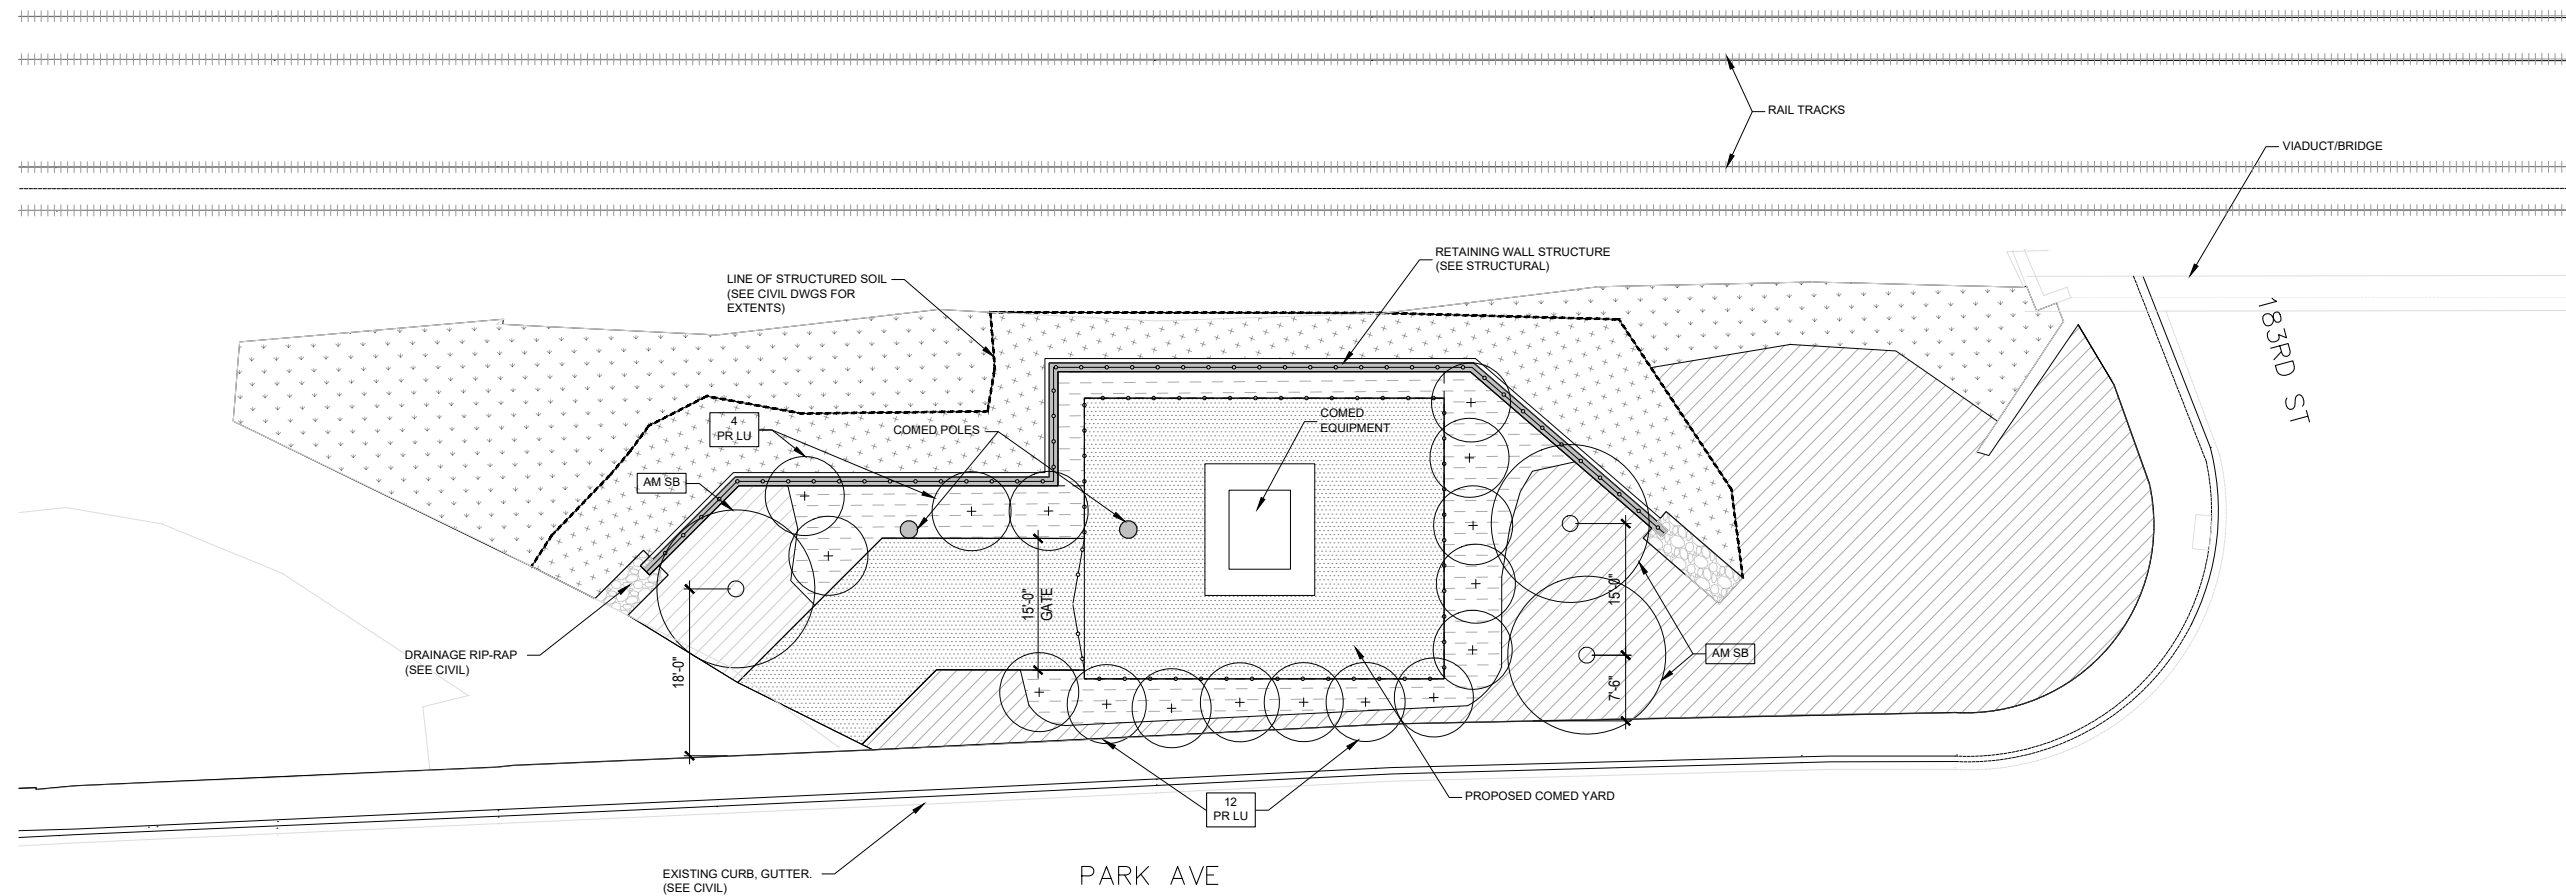 RAIL TRACKS
VIADUCT/BRIDGE
183RD ST
RETAINING WALL STRUCTURE
(SEE STRUCTURAL)
LINE OF STRUCTURED SOIL
(SEE CIVIL DWGS FOR
EXTENTS)
4
PR LU
COMED POLES
COMED
EQUIPMENT
AM SB
15'-0"
GATE
15'-0"
DRAINAGE RIP-RAP
(SEE CIVIL)
18'-0"
7'-6"
AM SB
12
PR LU
PROPOSED COMED YARD
EXISTING CURB, GUTTER.
(SEE CIVIL)
PARK AVE